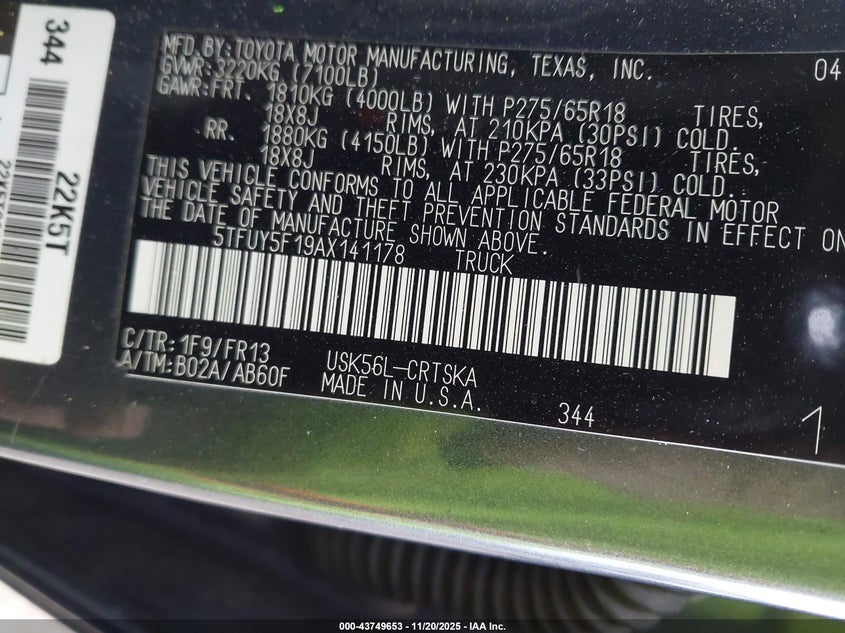 MFD. BY: TOYOTA MOTOR MANUFACTURING, TEXAS, INC. 04
GVWR: 3220KG (7100LB)
GAWR: FRT. 1810KG (4000LB) WITH P275/65R18 TIRES,
18X8J RIMS, AT 210KPA (30PSI) COLD.
RR. 1880KG (4150LB) WITH P275/65R18 TIRES,
18X8J RIMS, AT 230KPA (33PSI) COLD.
THIS VEHICLE CONFORMS TO ALL APPLICABLE FEDERAL MOTOR
VEHICLE SAFETY AND THEFT PREVENTION STANDARDS IN EFFECT ON
THE DATE OF MANUFACTURE SHOWN ABOVE.
5TFUY5F19AX141178 TRUCK
C/TR: 1F9/FR13 USK56L-CRTSKA
A/TM: B02A/AB60F MADE IN U.S.A.
344
1
344
22K5T
000-43749653 - 11/20/2025 - IAA Inc.